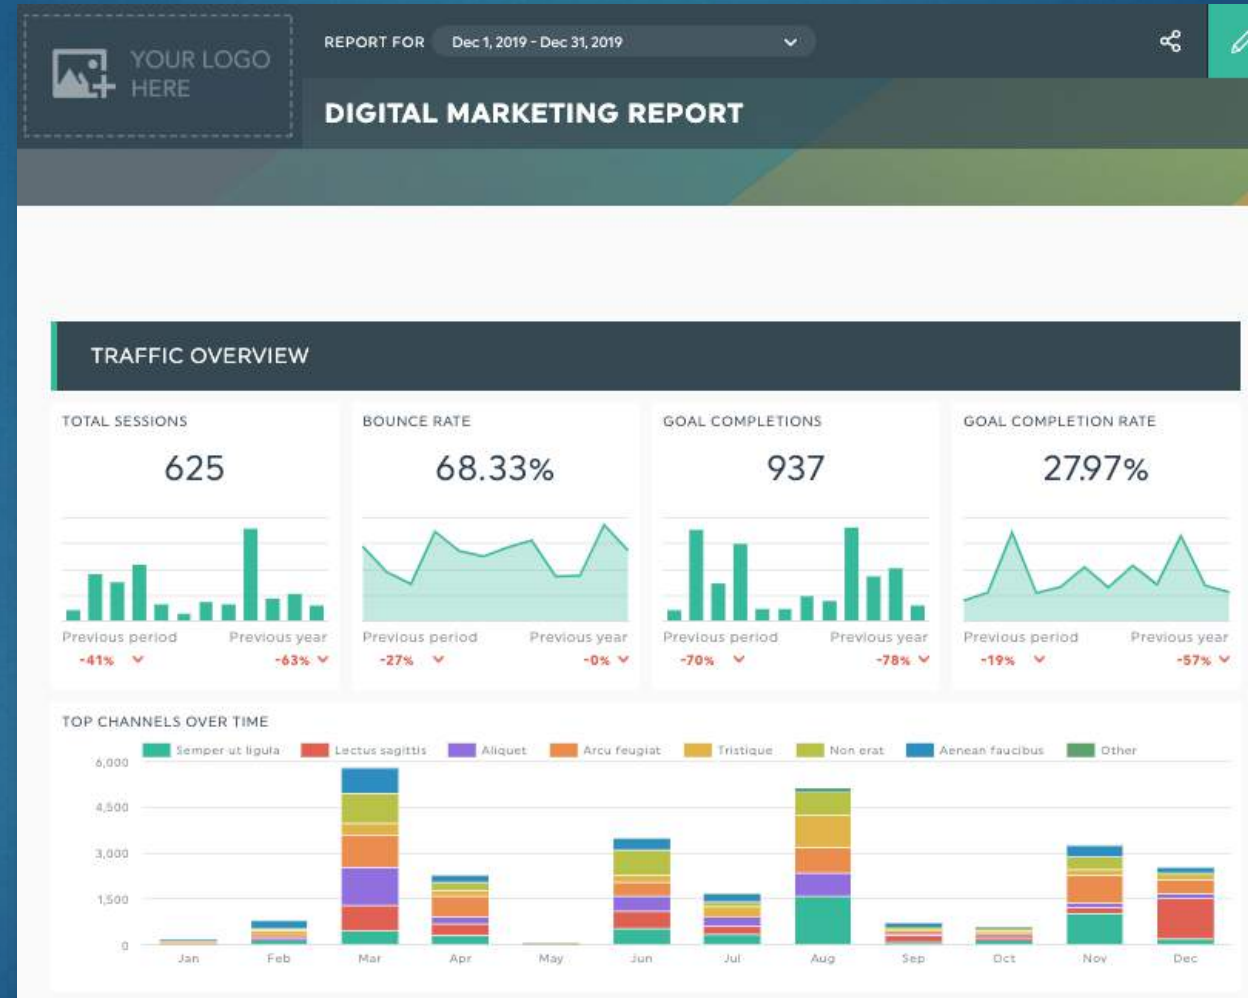 YOUR LOGO
HERE
REPORT FOR Dec 1, 2019 - Dec 31, 2019
DIGITAL MARKETING REPORT
TRAFFIC OVERVIEW
TOTAL SESSIONS
625
Previous period Previous year
-41% -63%
BOUNCE RATE
68.33%
Previous period Previous year
-27% -0%
GOAL COMPLETIONS
937
Previous period Previous year
-70% -78%
GOAL COMPLETION RATE
27.97%
Previous period Previous year
-19% -57%
TOP CHANNELS OVER TIME
Semper ut ligula Lectus sagittis Aliquet Arcu feugiat Tristique Non erat Aenean faucibus Other
6,000
4,500
3,000
1,500
0
Jan Feb Mar Apr May Jun Jul Aug Sep Oct Nov Dec